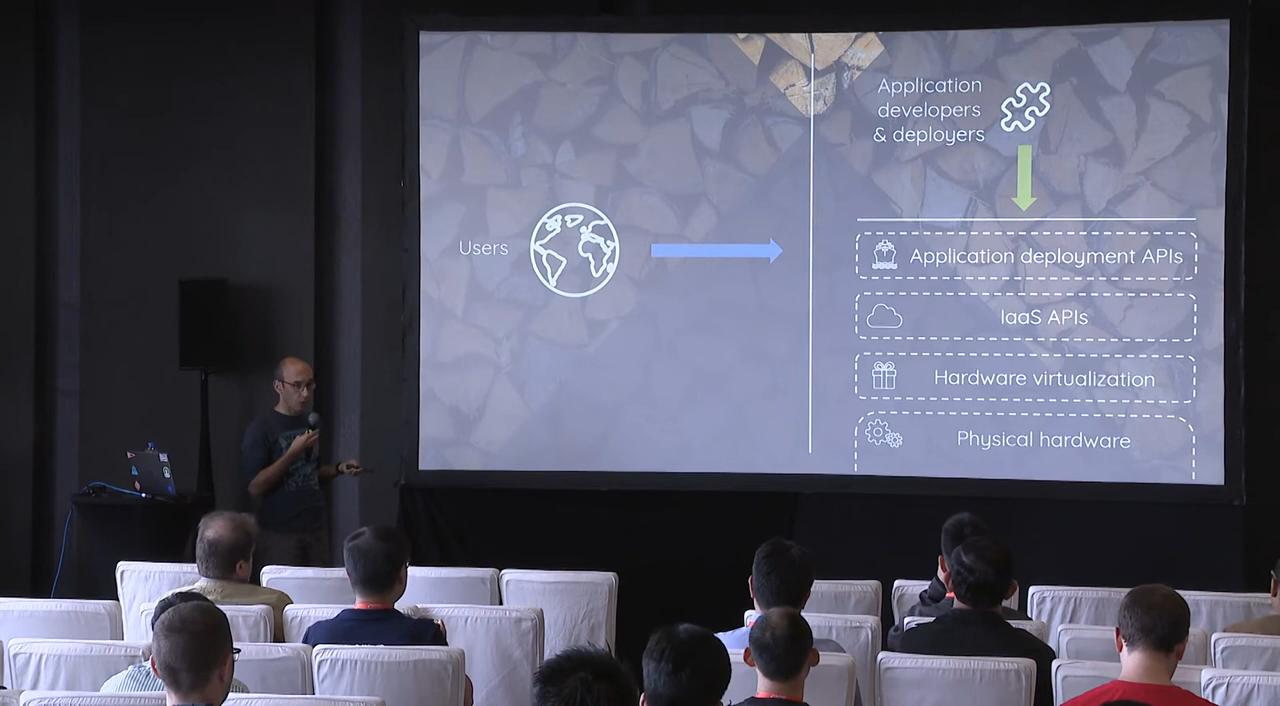 Users
Application
developers
& deployers
Application deployment APIs
IaaS APIs
Hardware virtualization
Physical hardware